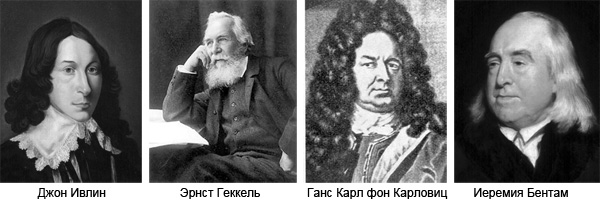 Джон Ивлин
Эрнст Геккель
Ганс Карл фон Карловиц
Иеремия Бентам